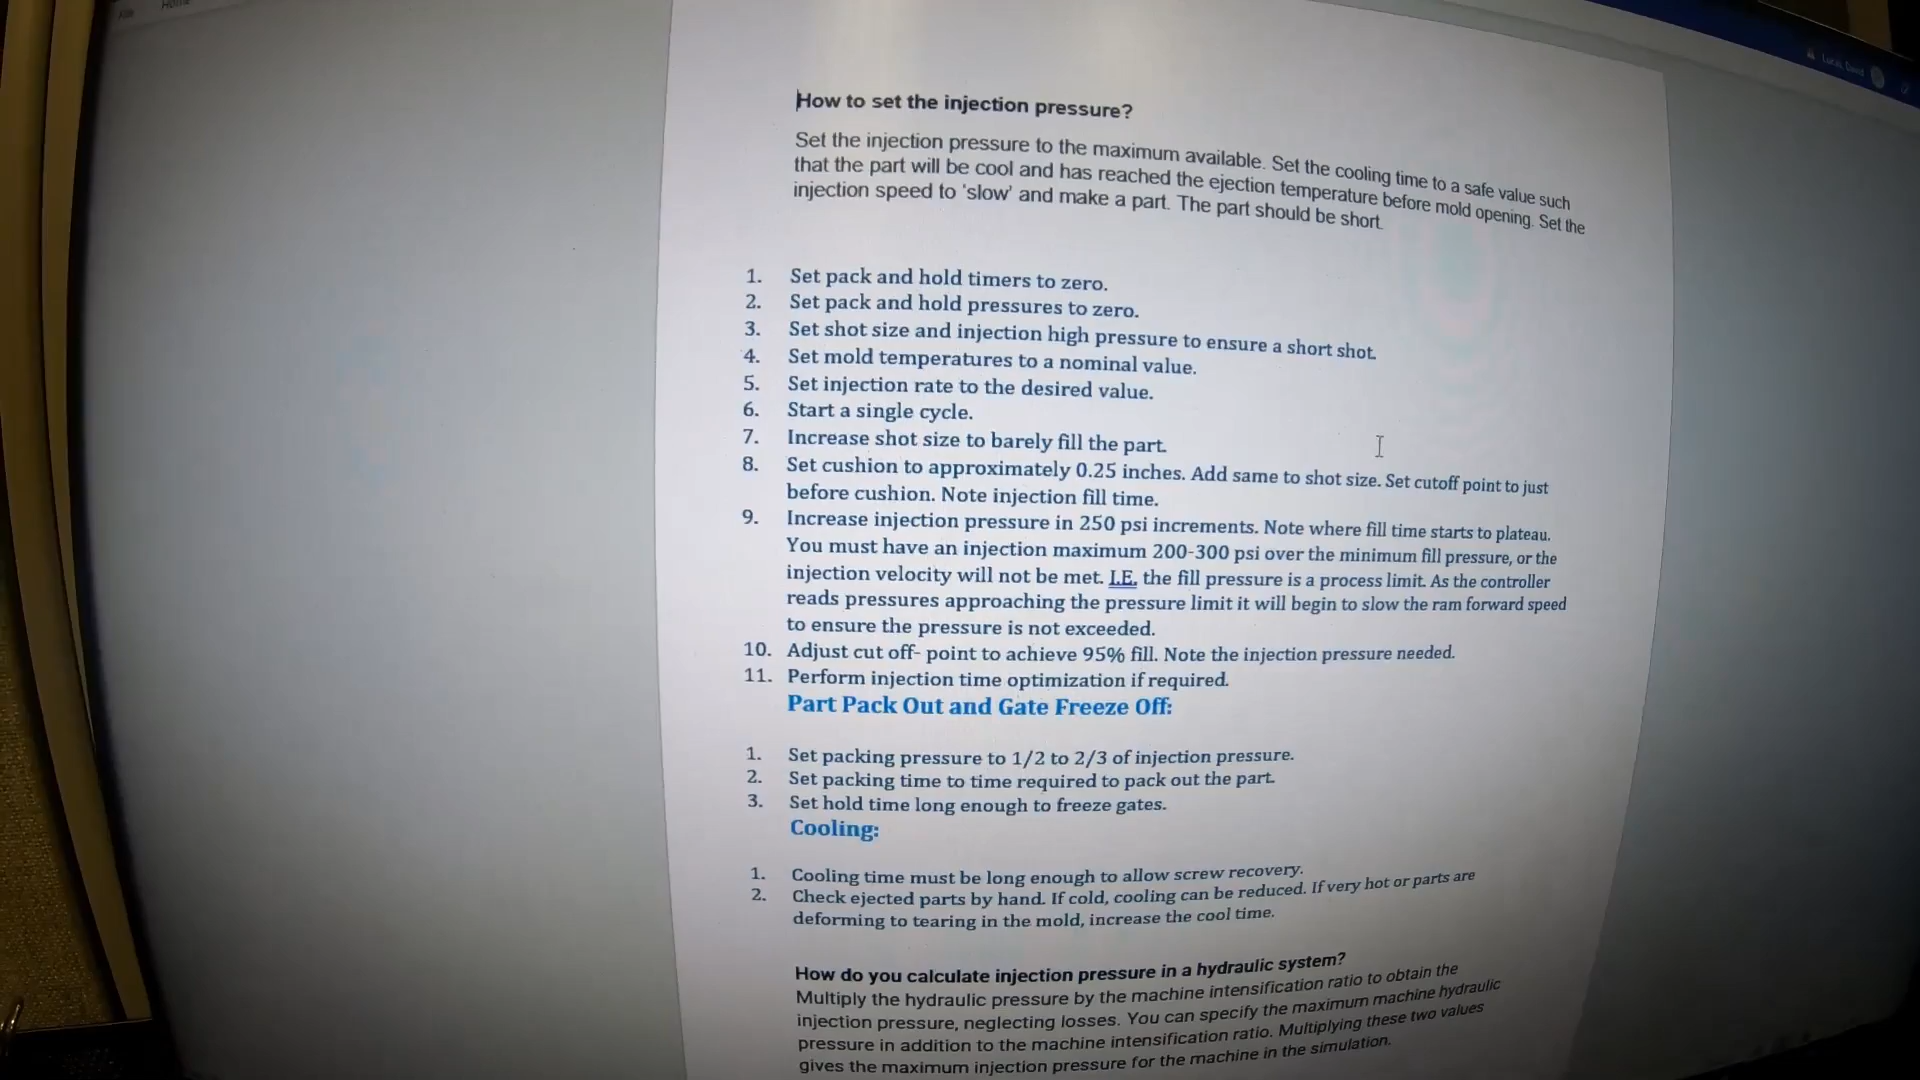 File Home
Lucas, David
How to set the injection pressure?
Set the injection pressure to the maximum available. Set the cooling time to a safe value such
that the part will be cool and has reached the ejection temperature before mold opening. Set the
injection speed to 'slow' and make a part. The part should be short.
1. Set pack and hold timers to zero.
2. Set pack and hold pressures to zero.
3. Set shot size and injection high pressure to ensure a short shot.
4. Set mold temperatures to a nominal value.
5. Set injection rate to the desired value.
6. Start a single cycle.
7. Increase shot size to barely fill the part.
8. Set cushion to approximately 0.25 inches. Add same to shot size. Set cutoff point to just
before cushion. Note injection fill time.
9. Increase injection pressure in 250 psi increments. Note where fill time starts to plateau.
You must have an injection maximum 200-300 psi over the minimum fill pressure, or the
injection velocity will not be met. I.E. the fill pressure is a process limit. As the controller
reads pressures approaching the pressure limit it will begin to slow the ram forward speed
to ensure the pressure is not exceeded.
10. Adjust cut off- point to achieve 95% fill. Note the injection pressure needed.
11. Perform injection time optimization if required.
Part Pack Out and Gate Freeze Off:
1. Set packing pressure to 1/2 to 2/3 of injection pressure.
2. Set packing time to time required to pack out the part.
3. Set hold time long enough to freeze gates.
Cooling:
1. Cooling time must be long enough to allow screw recovery.
2. Check ejected parts by hand. If cold, cooling can be reduced. If very hot or parts are
deforming to tearing in the mold, increase the cool time.
How do you calculate injection pressure in a hydraulic system?
Multiply the hydraulic pressure by the machine intensification ratio to obtain the
injection pressure, neglecting losses. You can specify the maximum machine hydraulic
pressure in addition to the machine intensification ratio. Multiplying these two values
gives the maximum injection pressure for the machine in the simulation.